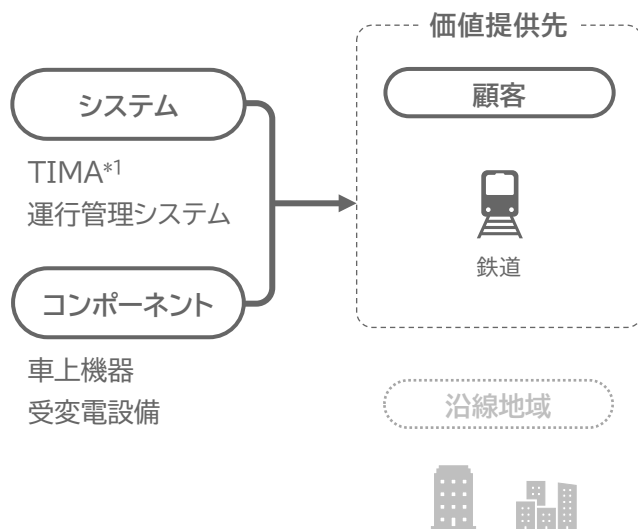 価値提供先
システム
顧客
TIMA*1
運行管理システム
鉄道
コンポーネント
車上機器
受変電設備
沿線地域